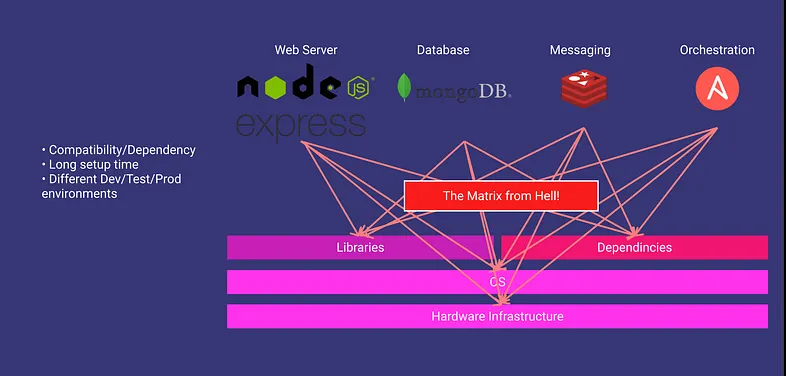 Web Server
Database
Messaging
Orchestration
node
JS
express
mongoDB
• Compatibility/Dependency
• Long setup time
• Different Dev/Test/Prod
environments
The Matrix from Hell!
Libraries
Dependincies
OS
Hardware Infrastructure